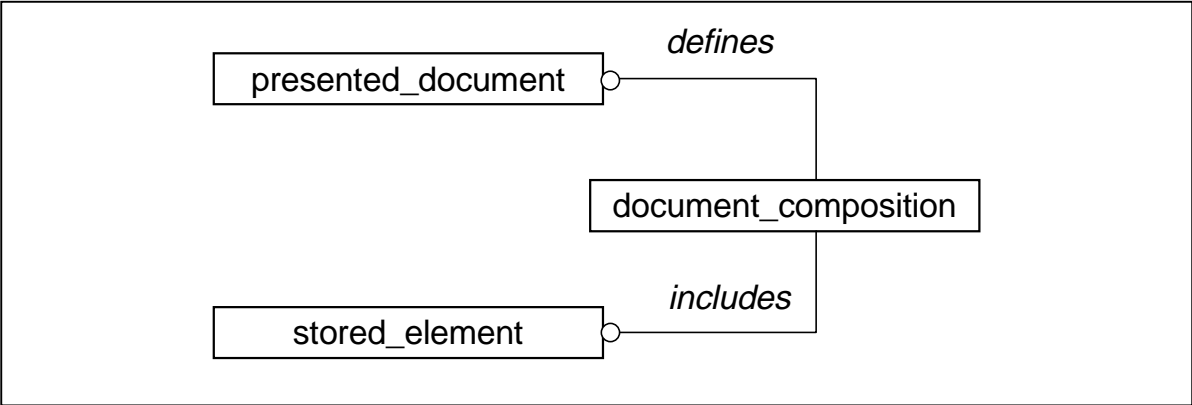 defines
presented_document
document_composition
includes
stored_element